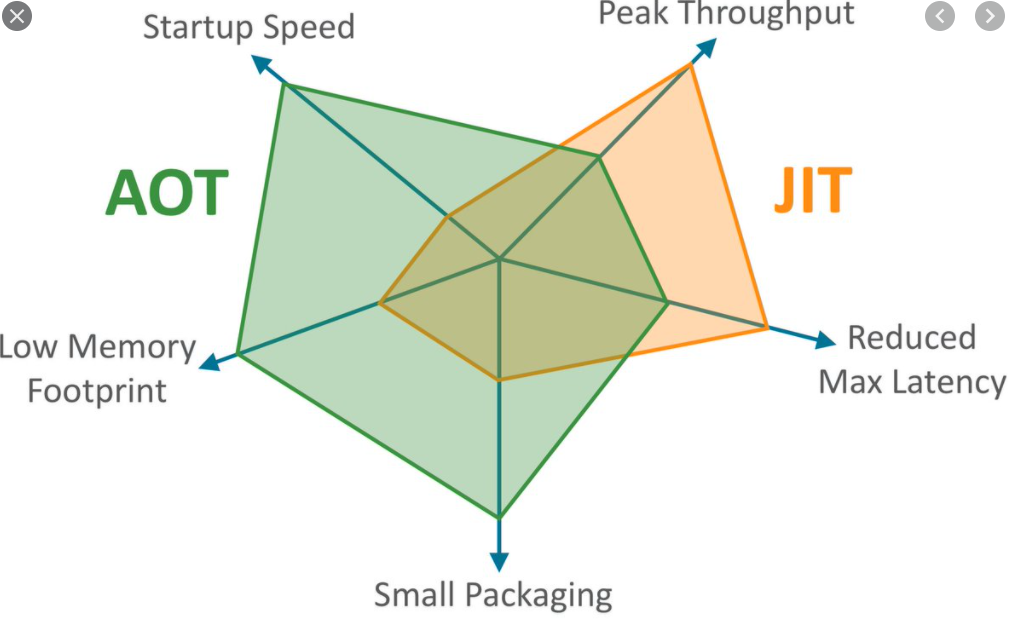 Startup Speed
Peak Throughput
AOT
JIT
Low Memory
Footprint
Reduced
Max Latency
Small Packaging